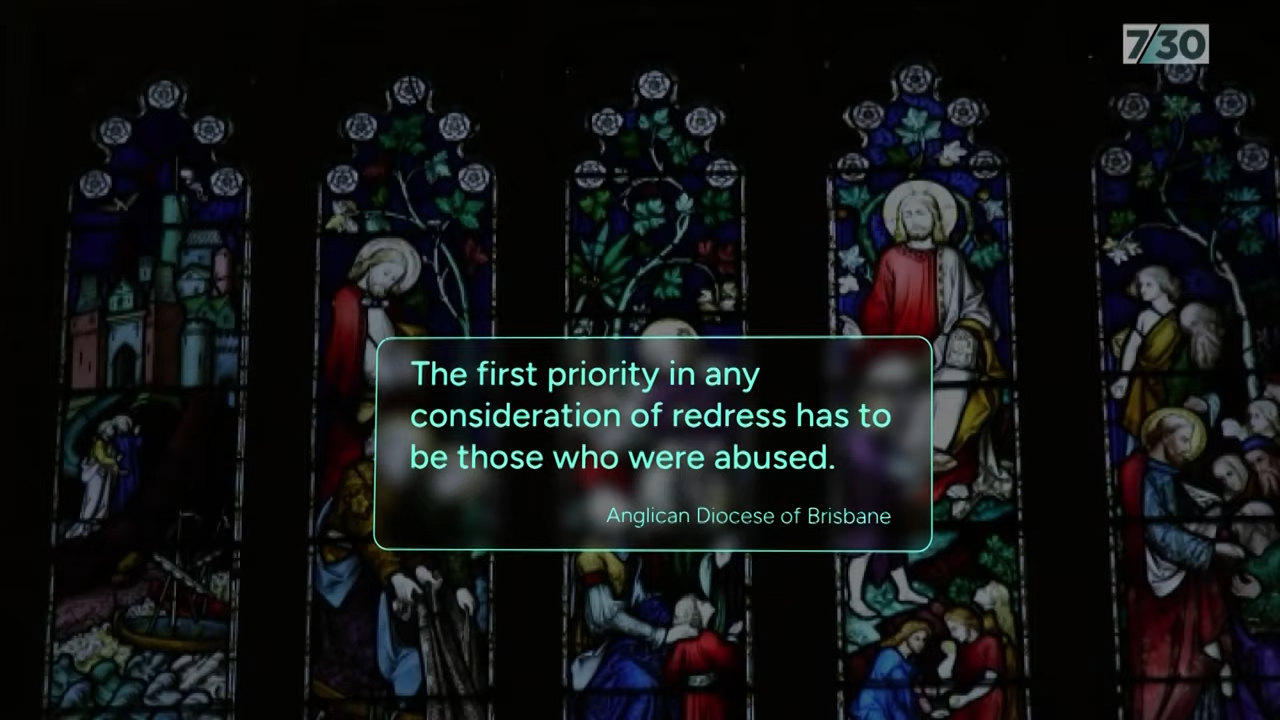 7/30
The first priority in any
consideration of redress has to
be those who were abused.
Anglican Diocese of Brisbane